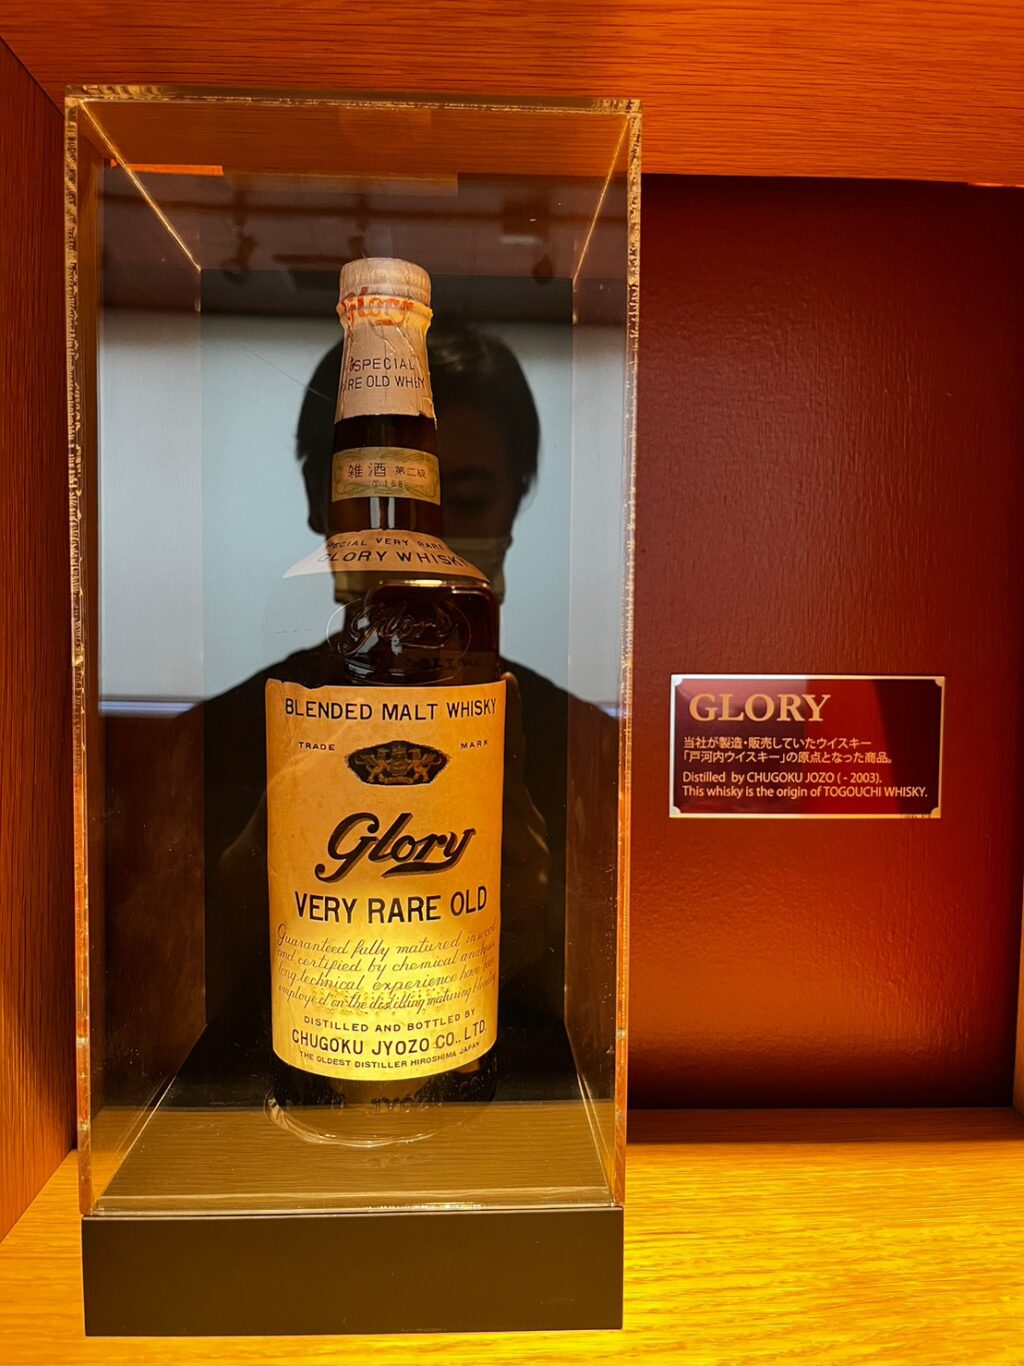 Glory
SPECIAL
RE OLD WHI
雑酒 第二級
168
SPECIAL VERY RARE
GLORY WHISKY
Glory
BLENDED MALT WHISKY
TRADE MARK
Glory
VERY RARE OLD
Guaranteed fully matured in wood
and certified by chemical analysis
long technical experience have been
employed on the distilling maturing blending
DISTILLED AND BOTTLED BY
CHUGOKU JYOZO CO., LTD.
THE OLDEST DISTILLER HIROSHIMA JAPAN
GLORY
当社が製造・販売していたウイスキー
「戸河内ウイスキー」の原点となった商品。
Distilled by CHUGOKU JOZO ( - 2003).
This whisky is the origin of TOGOUCHI WHISKY.